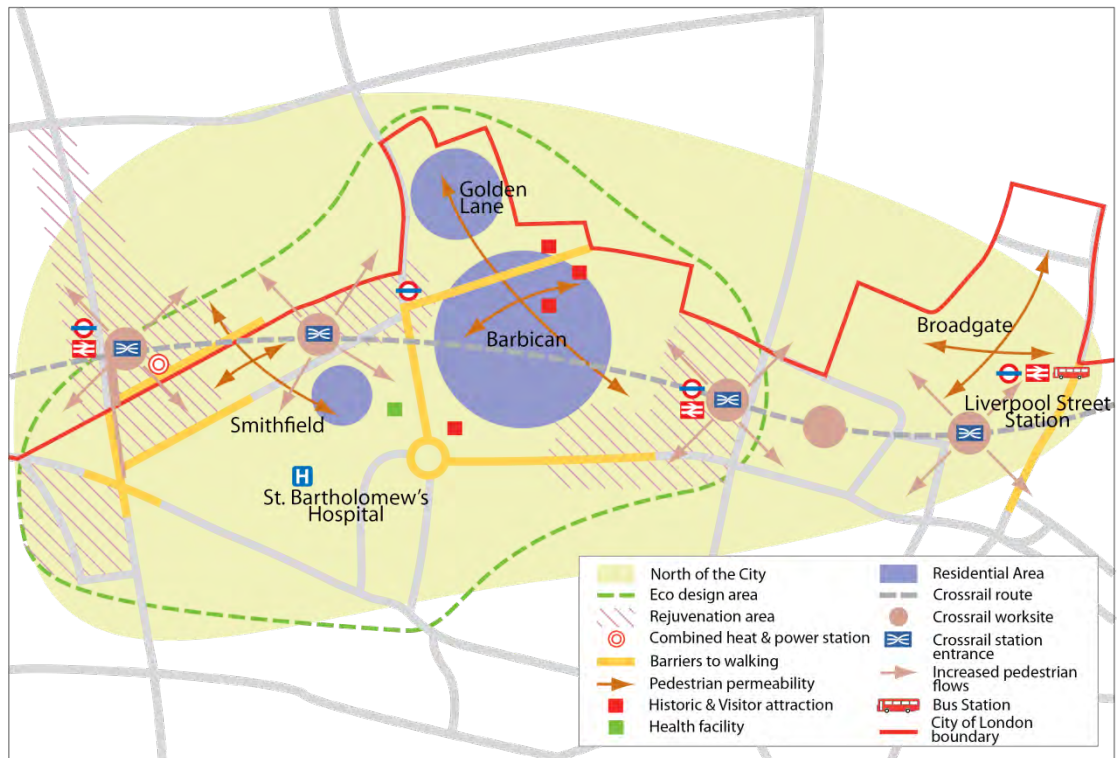 Golden
Lane
Broadgate
Barbican
Liverpool Street
Station
Smithfield
H
St. Bartholomew's
Hospital
North of the City
Eco design area
Rejuvenation area
Combined heat & power station
Barriers to walking
Pedestrian permeability
Historic & Visitor attraction
Health facility
Residential Area
Crossrail route
Crossrail worksite
Crossrail station
entrance
Increased pedestrian
flows
Bus Station
City of London
boundary